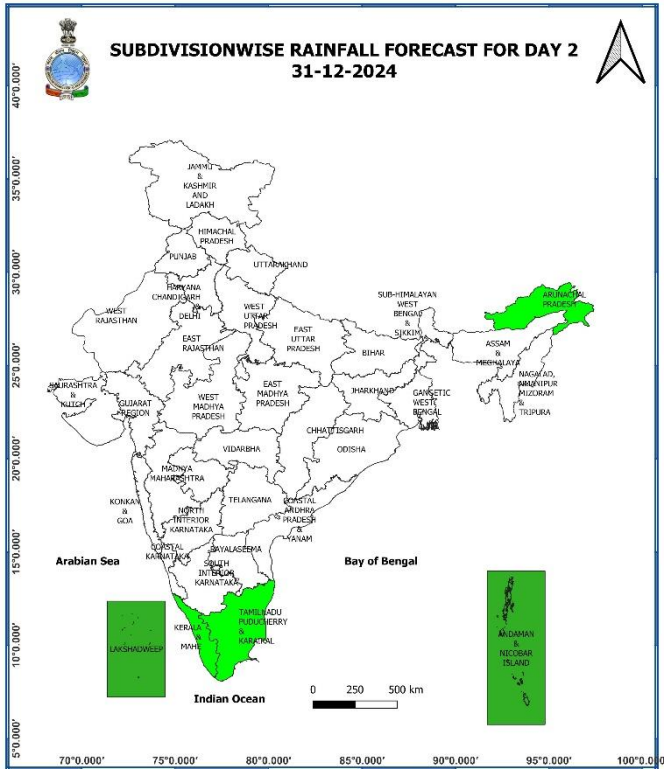 SUBDIVISIONWISE RAINFALL FORECAST FOR DAY 2
31-12-2024
40°0.000'
35°0.000'
30°0.000'
25°0.000'
20°0.000'
15°0.000'
10°0.000'
5°0.000'
JAMMU
&
KASHMIR
AND
LADAKH
HIMACHAL
PRADESH
PUNJAB
UTTARAKHAND
HARYANA
CHANDIGARH
&
DELHI
WEST
RAJASTHAN
WEST
UTTAR
PRADESH
EAST
RAJASTHAN
EAST
UTTAR
PRADESH
SUB-HIMALAYAN
WEST
BENGAL
&
SIKKIM
ARUNACHAL
PRADESH
ASSAM
&
MEGHALAYA
BIHAR
NAGALAD,
MANIPUR
MIZORAM
&
TRIPURA
SAURASHTRA
&
KUTCH
GUJARAT
REGION
WEST
MADHYA
PRADESH
EAST
MADHYA
PRADESH
JHARKHAND
GANGETIC
WEST
BENGAL
CHHATTISGARH
ODISHA
VIDARBHA
MADHYA
MAHARASHTRA
TELANGANA
KONKAN
&
GOA
NORTH
INTERIOR
KARNATAKA
COASTAL
ANDHRA
PRADESH
&
YANAM
COASTAL
KARNATAKA
RAYALASEEMA
SOUTH
INTERIOR
KARNATAKA
Arabian Sea
Bay of Bengal
TAMILNADU
PUDUCHERRY
&
KARAIKAL
KERALA
&
MAHE
LAKSHADWEEP
ANDAMAN
&
NICOBAR
ISLAND
Indian Ocean
0 250 500 km
70°0.000' 75°0.000' 80°0.000' 85°0.000' 90°0.000' 95°0.000' 100°0.000'